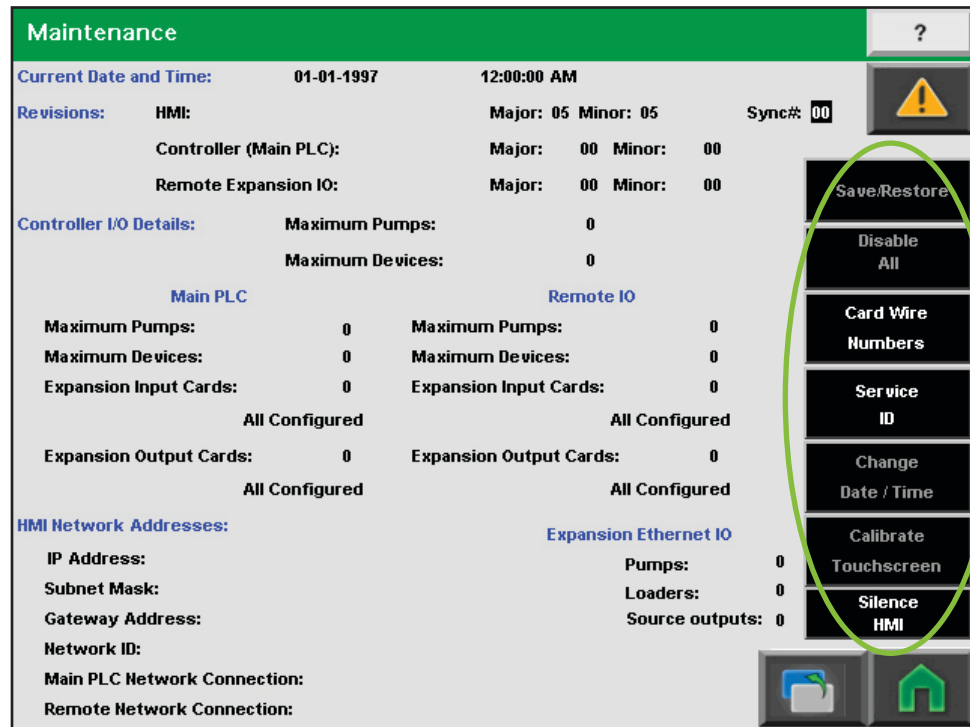 Maintenance ?
Current Date and Time: 01-01-1997 12:00:00 AM
Revisions: HMI: Major: 05 Minor: 05 Sync#: 00
Controller (Main PLC): Major: 00 Minor: 00
Remote Expansion IO: Major: 00 Minor: 00
Controller I/O Details: Maximum Pumps: 0
Maximum Devices: 0
Main PLC Remote IO
Maximum Pumps: 0 Maximum Pumps: 0
Maximum Devices: 0 Maximum Devices: 0
Expansion Input Cards: 0 Expansion Input Cards: 0
All Configured All Configured
Expansion Output Cards: 0 Expansion Output Cards: 0
All Configured All Configured
HMI Network Addresses: Expansion Ethernet IO
IP Address: Pumps: 0
Subnet Mask: Loaders: 0
Gateway Address: Source outputs: 0
Network ID:
Main PLC Network Connection:
Remote Network Connection:
Save/Restore
Disable
All
Card Wire
Numbers
Service
ID
Change
Date / Time
Calibrate
Touchscreen
Silence
HMI